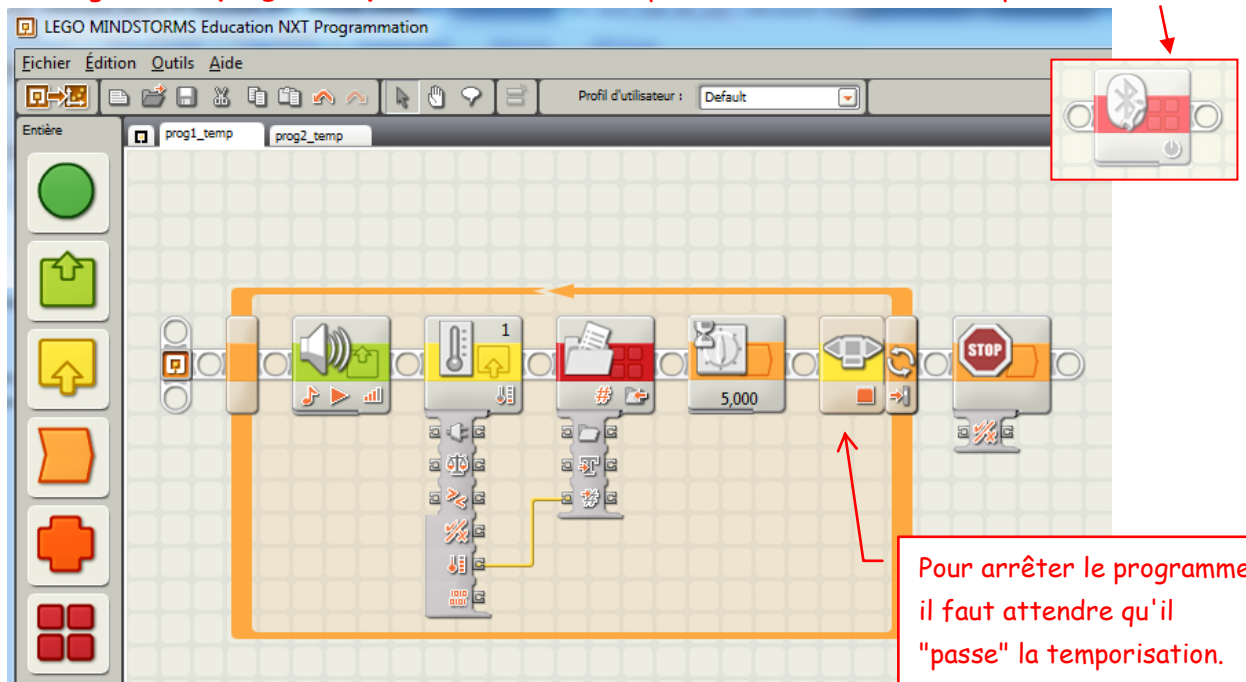 LEGO MINDSTORMS Education NXT Programmation
Fichier Édition Outils Aide
Profil d'utilisateur : Default
Entière
prog1_temp prog2_temp
1
5,000
STOP
Pour arrêter le programme
il faut attendre qu'il
"passe" la temporisation.